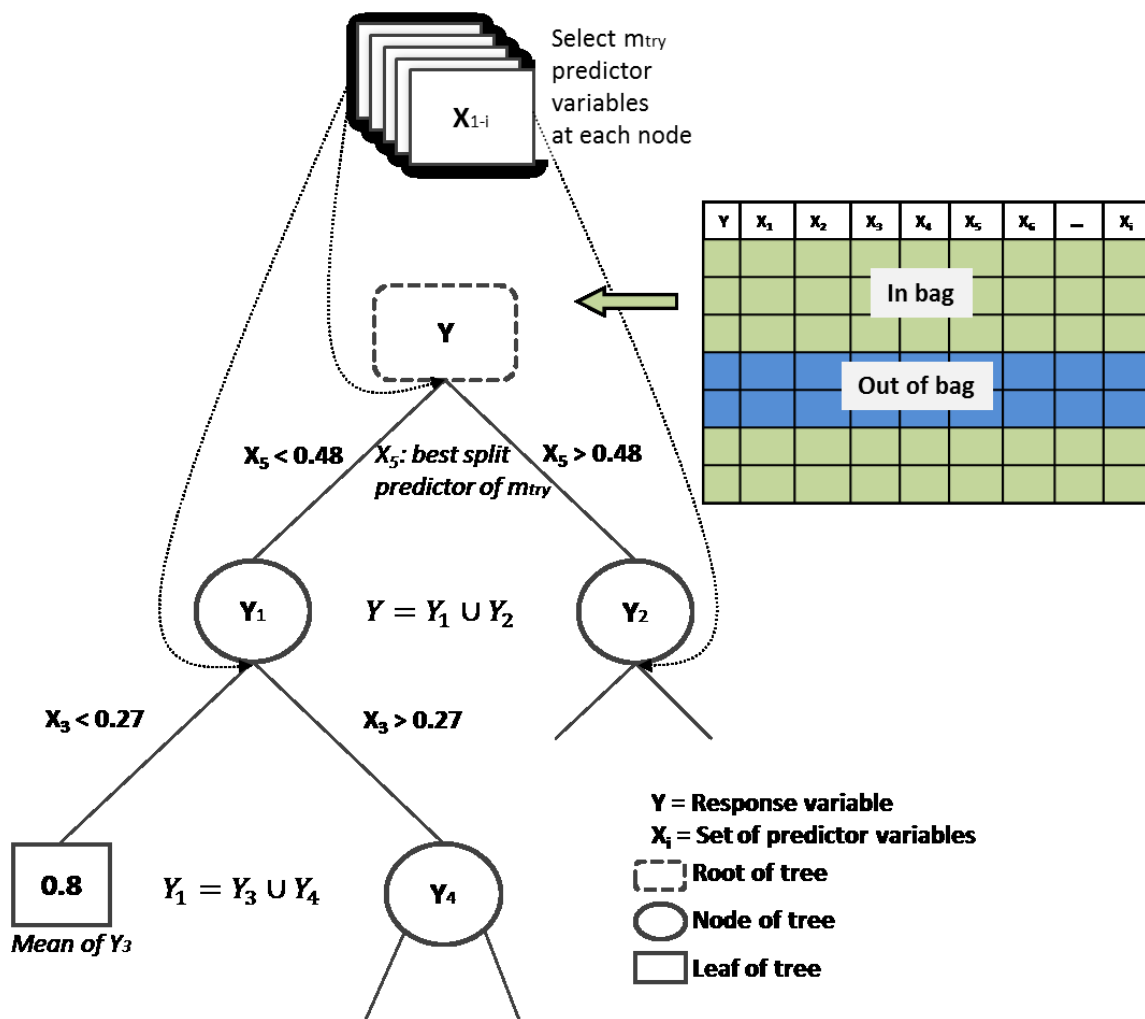 Select mtry
predictor
variables
at each node
X1-i
Y X1 X2 X3 X4 X5 X6 ... Xi
In bag
Out of bag
Y
X5 < 0.48
X5: best split
predictor of mtry
X5 > 0.48
Y1
Y = Y1 ∪ Y2
Y2
X3 < 0.27
X3 > 0.27
0.8
Mean of Y3
Y1 = Y3 ∪ Y4
Y4
Y = Response variable
Xi = Set of predictor variables
Root of tree
Node of tree
Leaf of tree